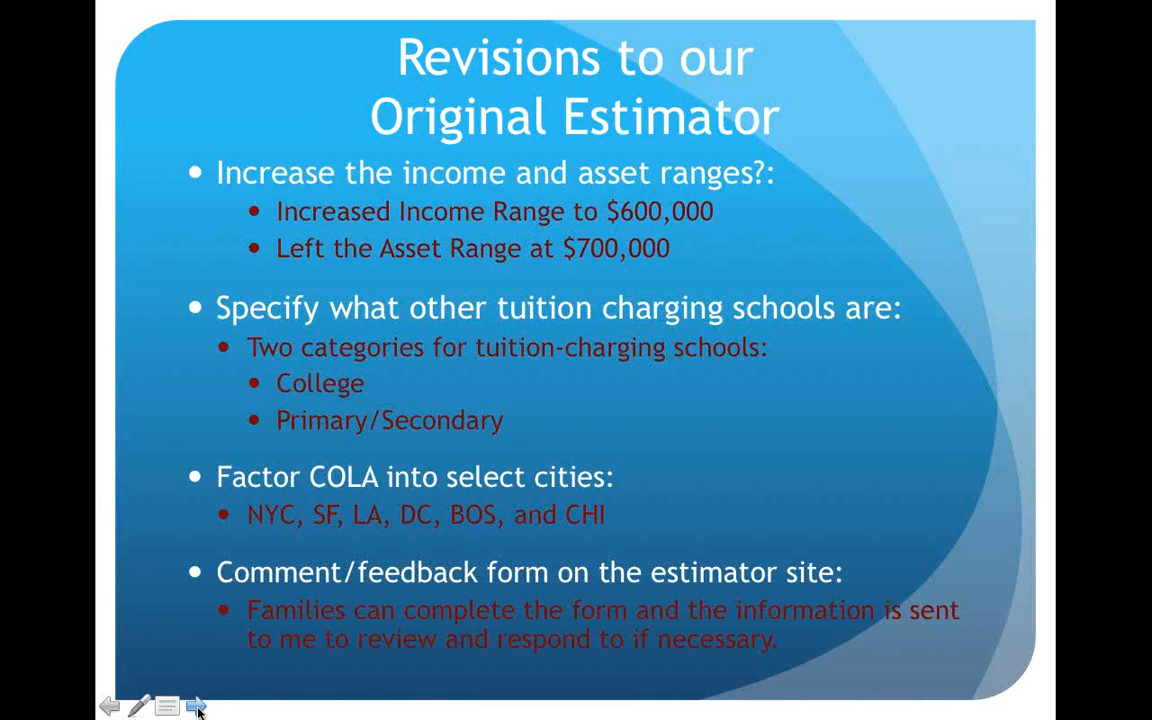 Revisions to our
Original Estimator
• Increase the income and asset ranges?:
• Increased Income Range to $600,000
• Left the Asset Range at $700,000
• Specify what other tuition charging schools are:
• Two categories for tuition-charging schools:
• College
• Primary/Secondary
• Factor COLA into select cities:
• NYC, SF, LA, DC, BOS, and CHI
• Comment/feedback form on the estimator site:
• Families can complete the form and the information is sent
to me to review and respond to if necessary.